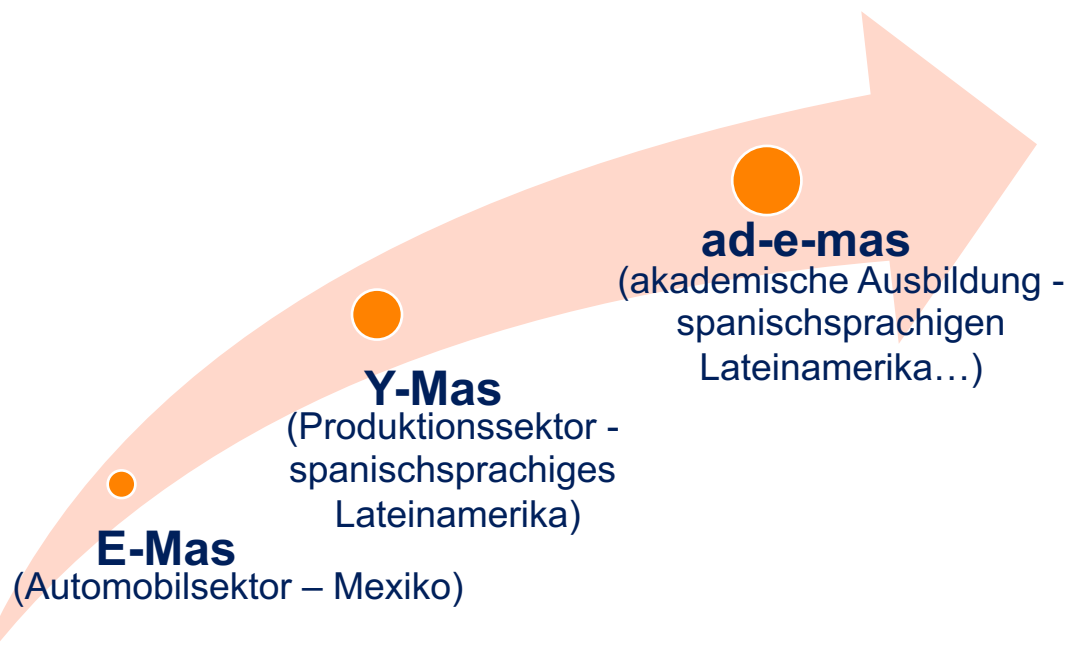 ad-e-mas
(akademische Ausbildung -
spanischsprachigen
Lateinamerika…)
Y-Mas
(Produktionssektor -
spanischsprachiges
Lateinamerika)
E-Mas
(Automobilsektor – Mexiko)